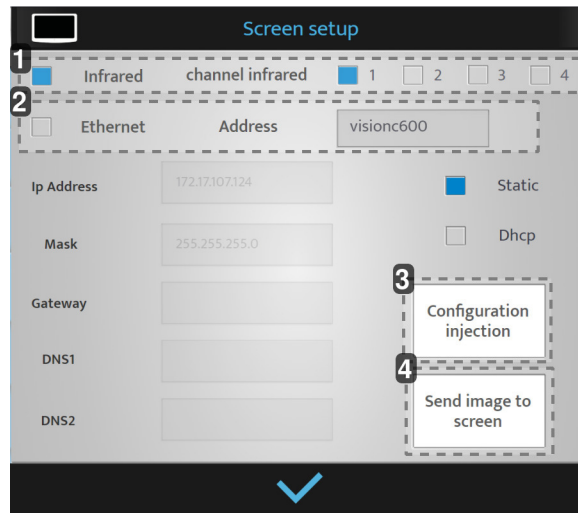 Screen setup
1
Infrared channel infrared 1 2 3 4
2
Ethernet Address visionc600
Ip Address 172.17.107.124 Static
Mask 255.255.255.0 Dhcp
3
Gateway
Configuration
injection
DNS1
4
Send image to
screen
DNS2